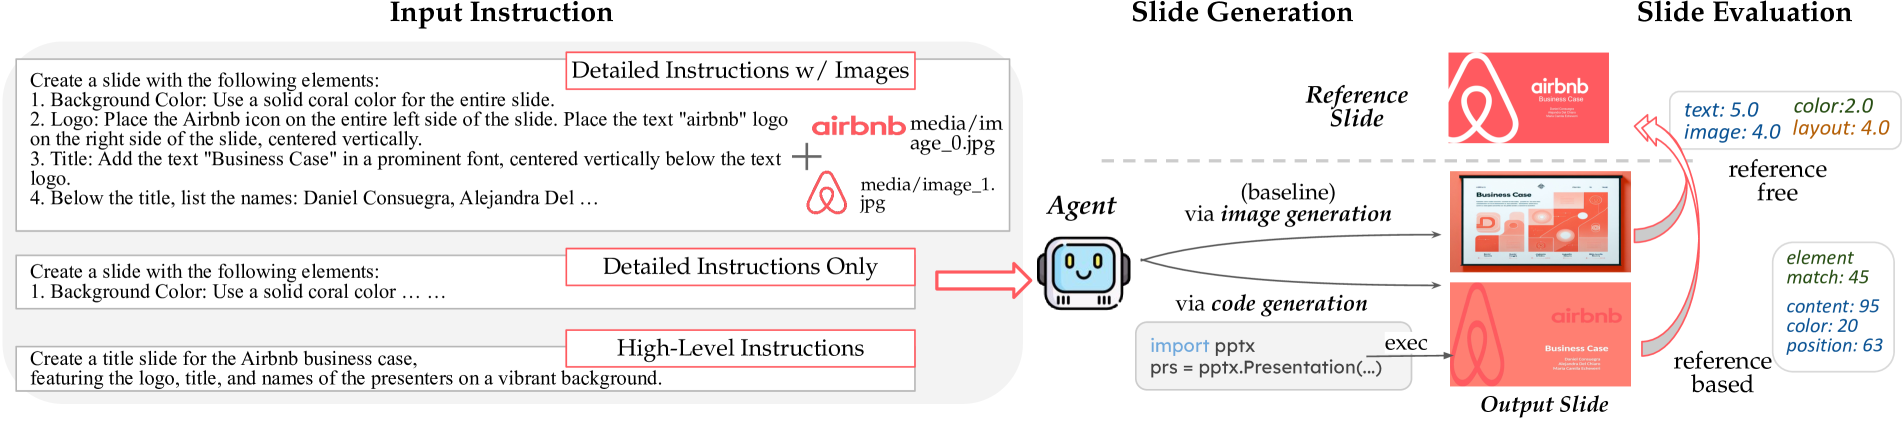 Input Instruction
Slide Generation
Slide Evaluation
Detailed Instructions w/ Images
Create a slide with the following elements:
1. Background Color: Use a solid coral color for the entire slide.
2. Logo: Place the Airbnb icon on the entire left side of the slide. Place the text "airbnb" logo
on the right side of the slide, centered vertically.
3. Title: Add the text "Business Case" in a prominent font, centered vertically below the text
logo.
4. Below the title, list the names: Daniel Consuegra, Alejandra Del …
airbnb
media/im
age_0.jpg
media/image_1.
jpg
Detailed Instructions Only
Create a slide with the following elements:
1. Background Color: Use a solid coral color … …
High-Level Instructions
Create a title slide for the Airbnb business case,
featuring the logo, title, and names of the presenters on a vibrant background.
Agent
(baseline)
via image generation
via code generation
import pptx
prs = pptx.Presentation(...)
exec
Reference
Slide
airbnb
Business Case
Business Case
airbnb
Business Case
Output Slide
text: 5.0 color:2.0
image: 4.0 layout: 4.0
reference
free
element
match: 45
content: 95
color: 20
position: 63
reference
based